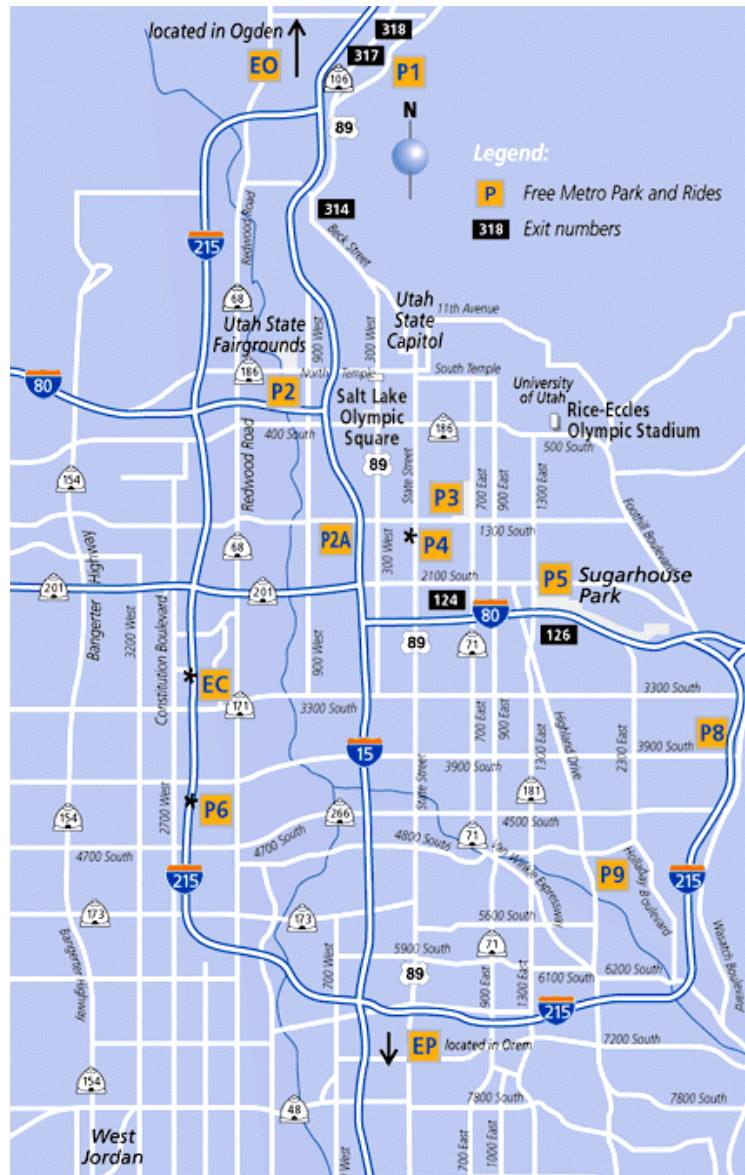 located in Ogden
EO
318
317
P1
106
N
89
Legend:
P Free Metro Park and Rides
318 Exit numbers
314
Redwood Road
215
Beck Street
68
Utah State
Fairgrounds
900 West
300 West
Utah
State
Capitol
11th Avenue
186
North Temple
South Temple
80
P2
Salt Lake
Olympic
Square
University
of Utah
Rice-Eccles
Olympic Stadium
400 South
186
500 South
154
Redwood Road
89
State Street
700 East
900 East
1300 East
P3
Foothill Boulevard
P2A
300 West
* P4
1300 South
68
2100 South
P5
Sugarhouse
Park
201
Bangerter Highway
3200 West
Constitution Boulevard
201
124
80
126
900 West
89
71
* EC
171
3300 South
3300 South
700 East
900 East
1300 East
Highland Drive
2300 East
P8
15
3900 South
3900 South
State Street
* P6
2700 West
181
154
266
4500 South
4700 South
4700 South
4800 South
71
Van Winkle Expressway
P9
Holladay Boulevard
215
215
173
173
5600 South
Bangerter Highway
700 West
5900 South
71
89
6100 South
6200 South
Wasatch Boulevard
900 East
1300 East
215
EP located in Orem
7200 South
154
48
7800 South
7800 South
West
Jordan
700 East
1000 East